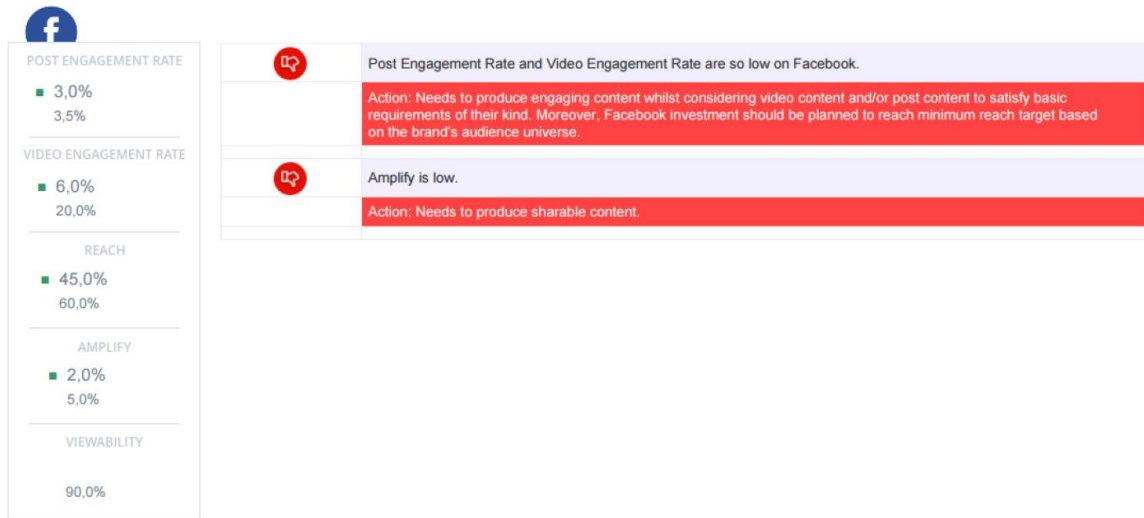 POST ENGAGEMENT RATE
3,0%
3,5%
VIDEO ENGAGEMENT RATE
6,0%
20,0%
REACH
45,0%
60,0%
AMPLIFY
2,0%
5,0%
VIEWABILITY
90,0%
Post Engagement Rate and Video Engagement Rate are so low on Facebook.
Action: Needs to produce engaging content whilst considering video content and/or post content to satisfy basic
requirements of their kind. Moreover, Facebook investment should be planned to reach minimum reach target based
on the brand's audience universe.
Amplify is low.
Action: Needs to produce sharable content.